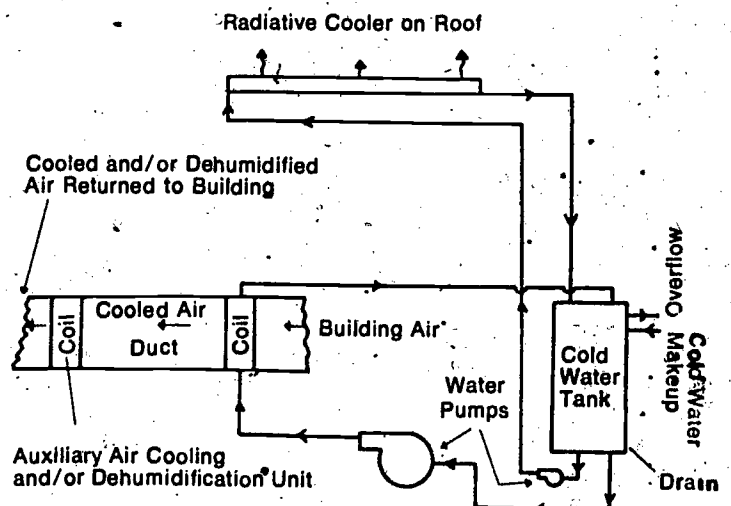 Radiative Cooler on Roof
Cooled and/or Dehumidified
Air Returned to Building
Coil
Cooled Air
Duct
Coil
Building Air
Overflow
Cold Water
Makeup
Cold
Water
Tank
Water
Pumps
Auxiliary Air Cooling
and/or Dehumidification Unit
Drain